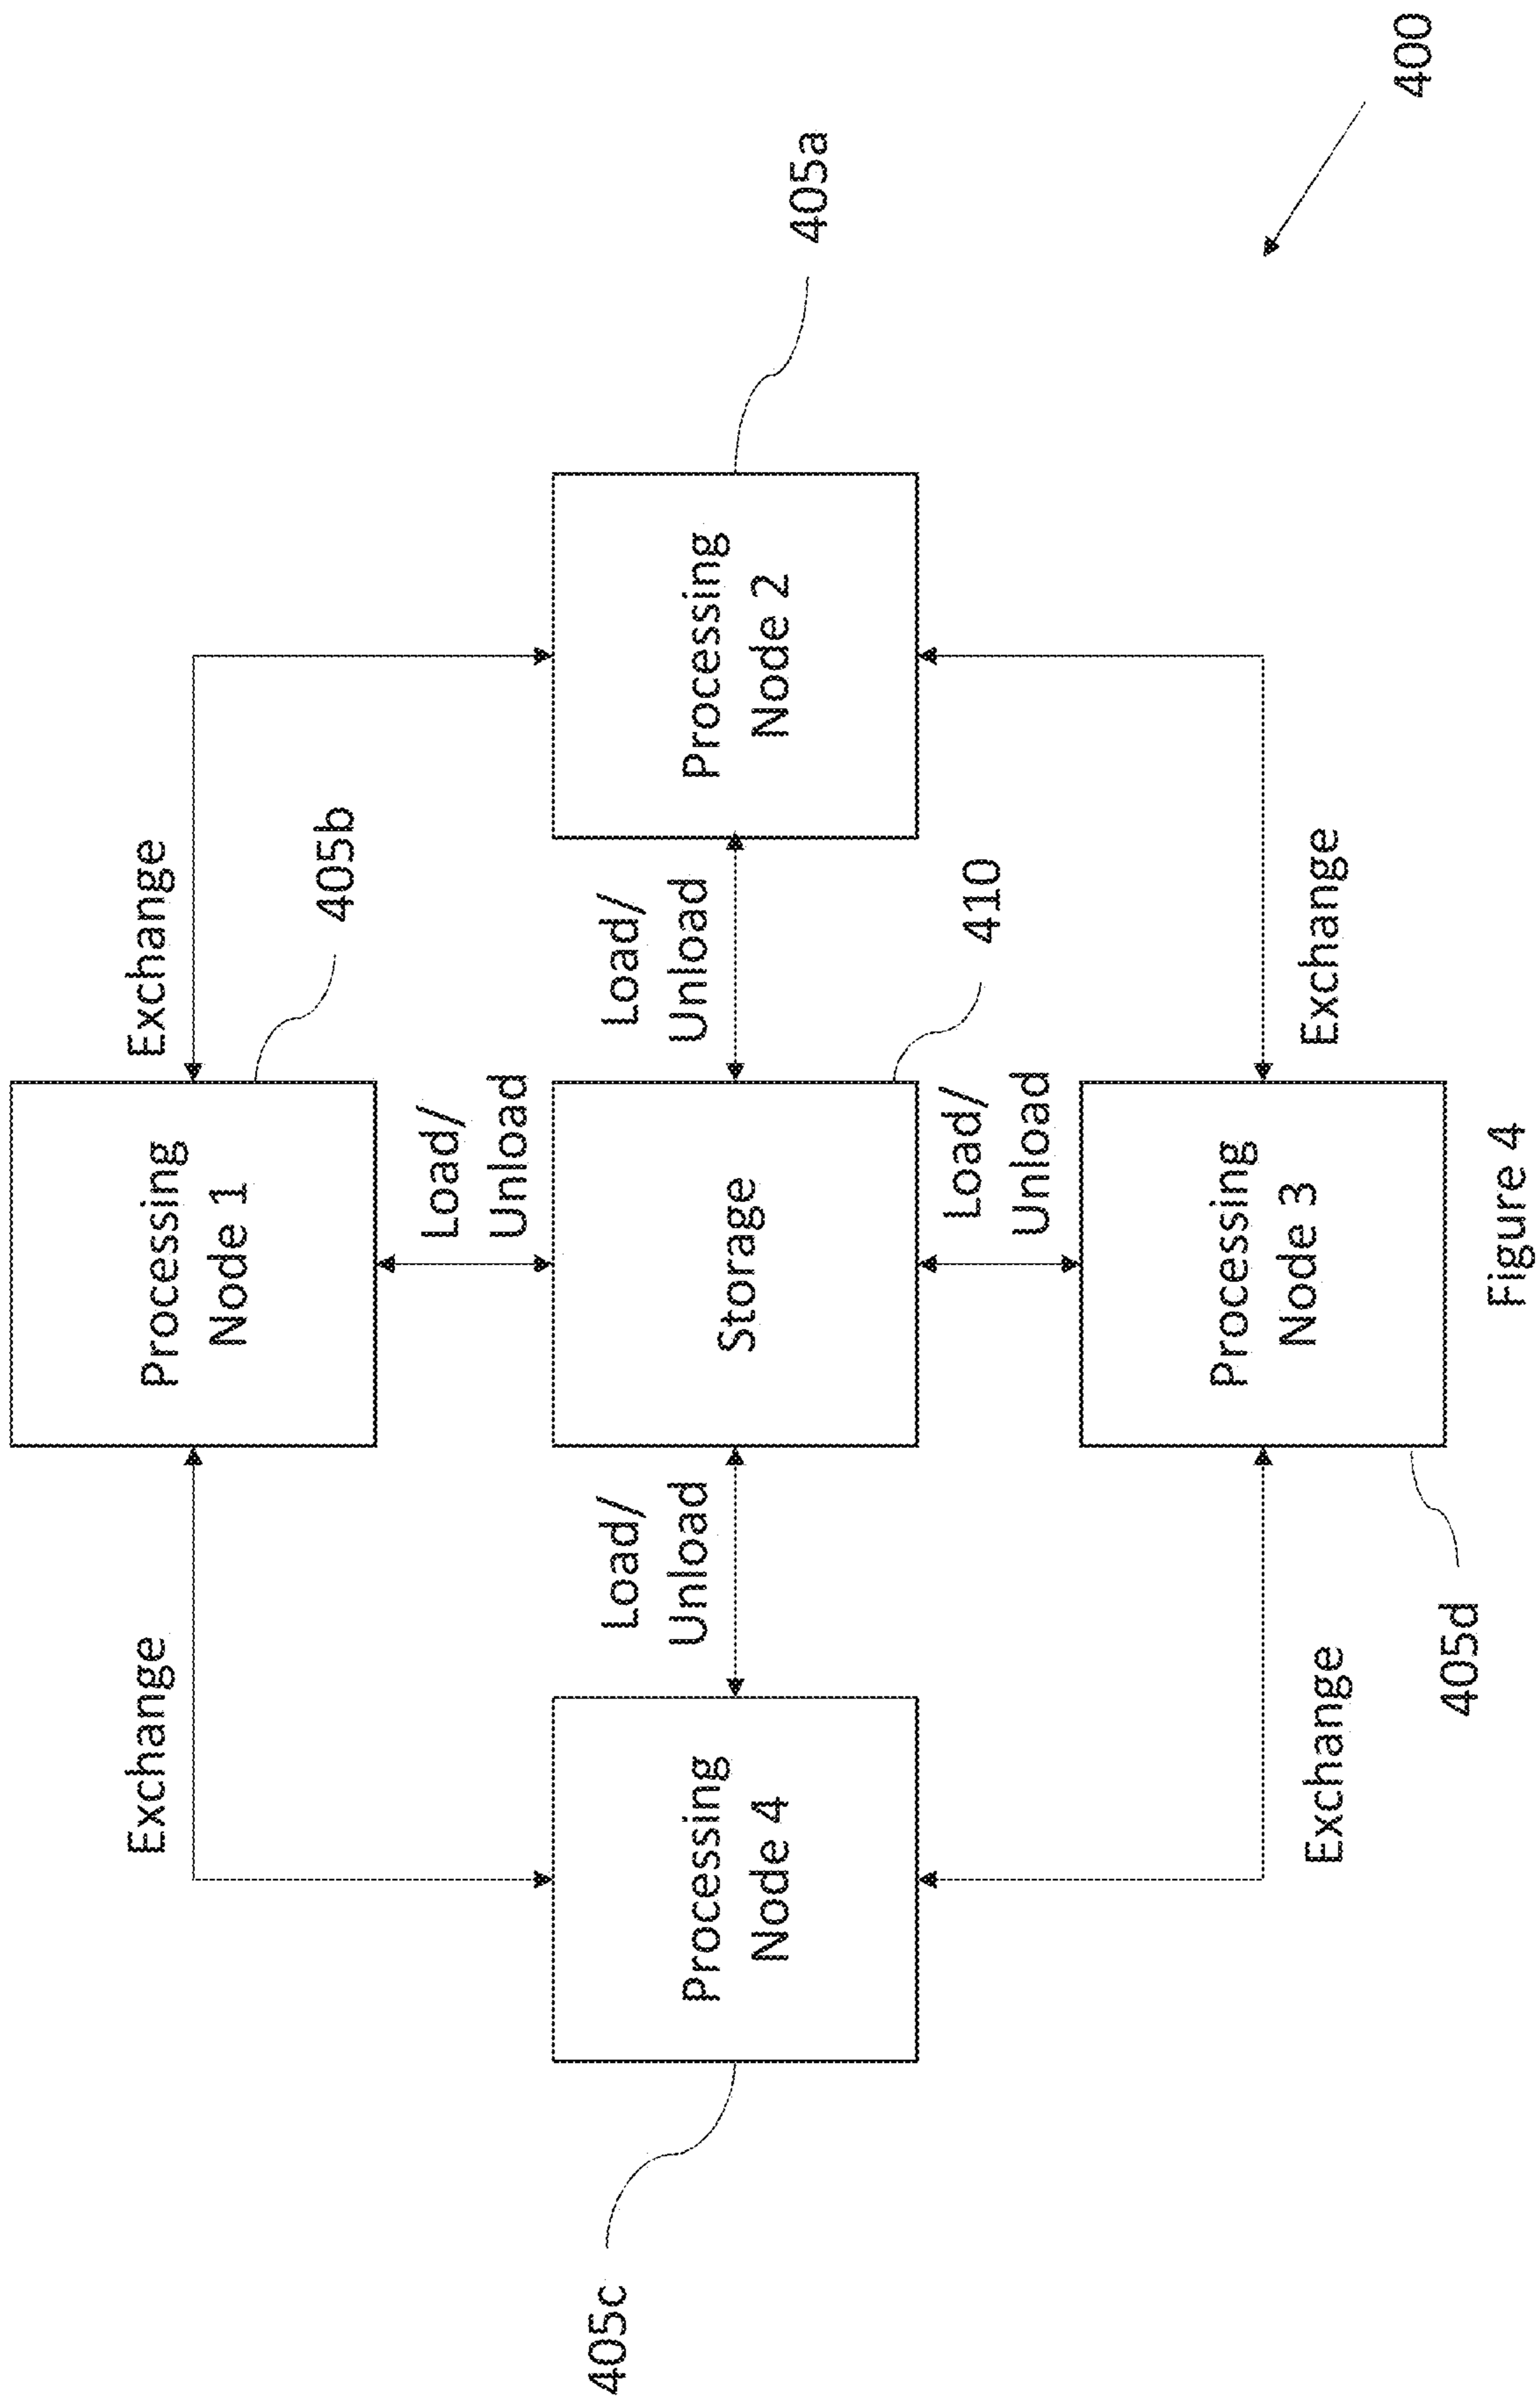 Exchange
Processing
Node 1
Exchange
405b
Load/
Unload
405c
Load/
Unload
Load/
Unload
Processing
Node 4
Storage
Processing
Node 2
405a
410
Load/
Unload
Processing
Node 3
Exchange
Exchange
400
405d
Figure 4